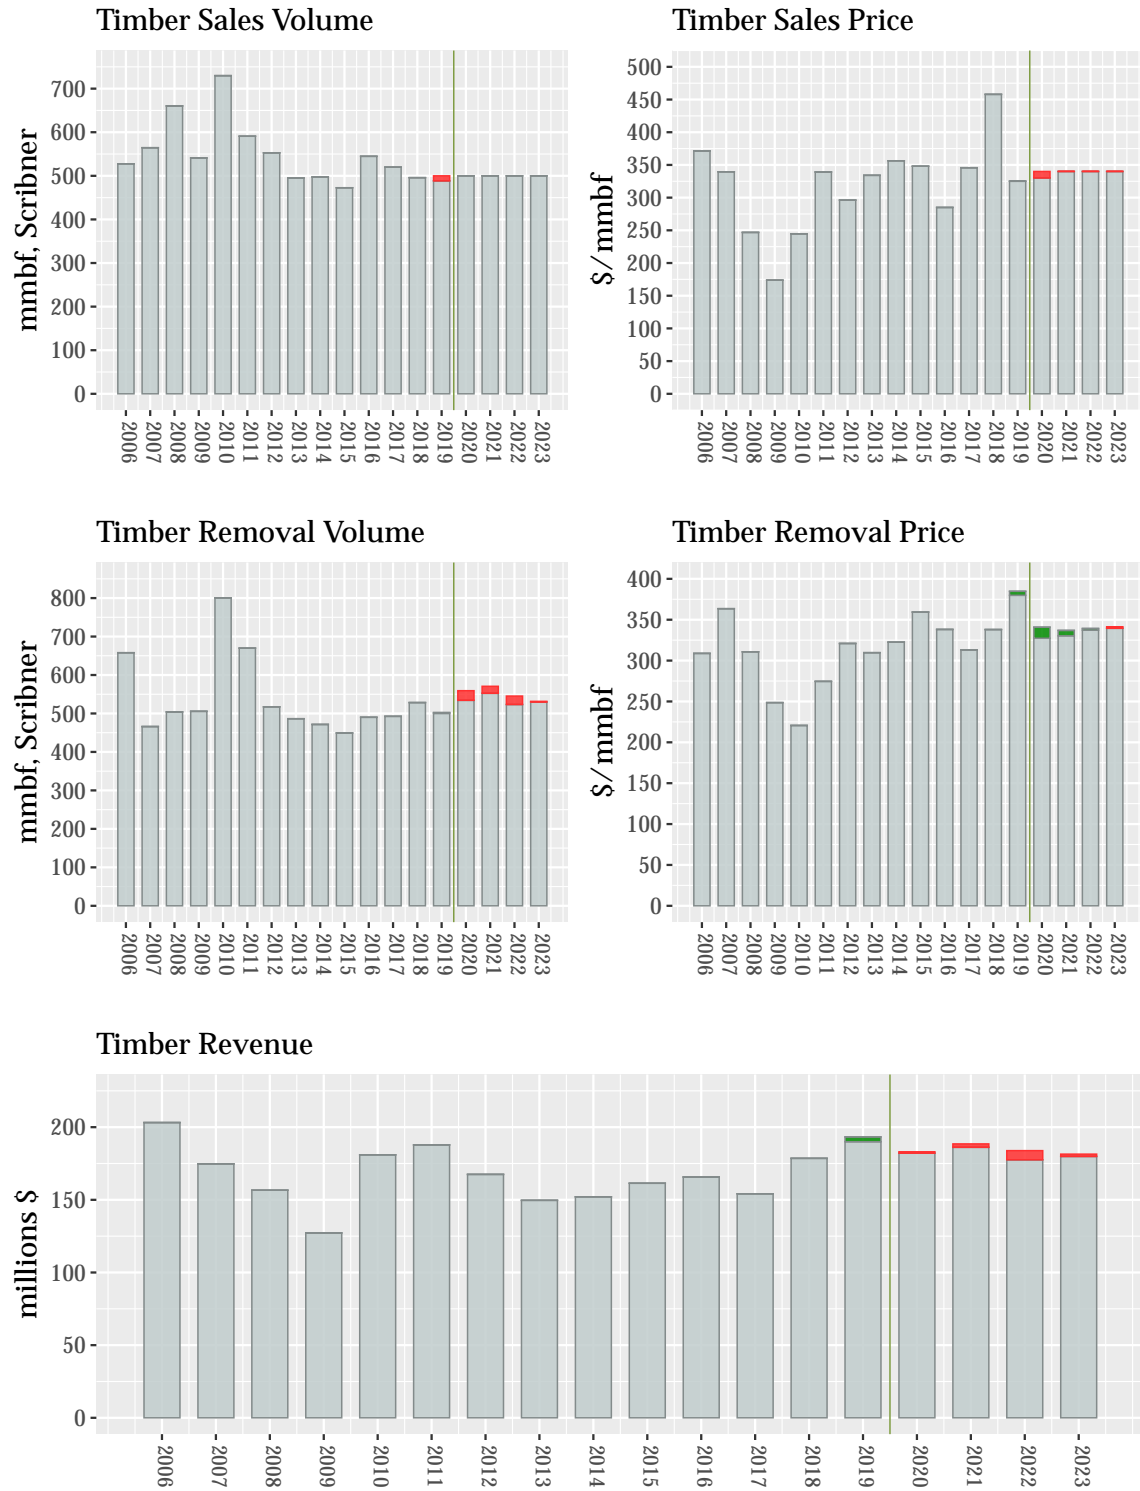 Timber Sales Volume
mmbf, Scribner
700
600
500
400
300
200
100
0
2006 2007 2008 2009 2010 2011 2012 2013 2014 2015 2016 2017 2018 2019 2020 2021 2022 2023
Timber Sales Price
$/mmbf
500
450
400
350
300
250
200
150
100
50
0
2006 2007 2008 2009 2010 2011 2012 2013 2014 2015 2016 2017 2018 2019 2020 2021 2022 2023
Timber Removal Volume
mmbf, Scribner
800
700
600
500
400
300
200
100
0
2006 2007 2008 2009 2010 2011 2012 2013 2014 2015 2016 2017 2018 2019 2020 2021 2022 2023
Timber Removal Price
$/mmbf
400
350
300
250
200
150
100
50
0
2006 2007 2008 2009 2010 2011 2012 2013 2014 2015 2016 2017 2018 2019 2020 2021 2022 2023
Timber Revenue
millions $
200
150
100
50
0
2006 2007 2008 2009 2010 2011 2012 2013 2014 2015 2016 2017 2018 2019 2020 2021 2022 2023